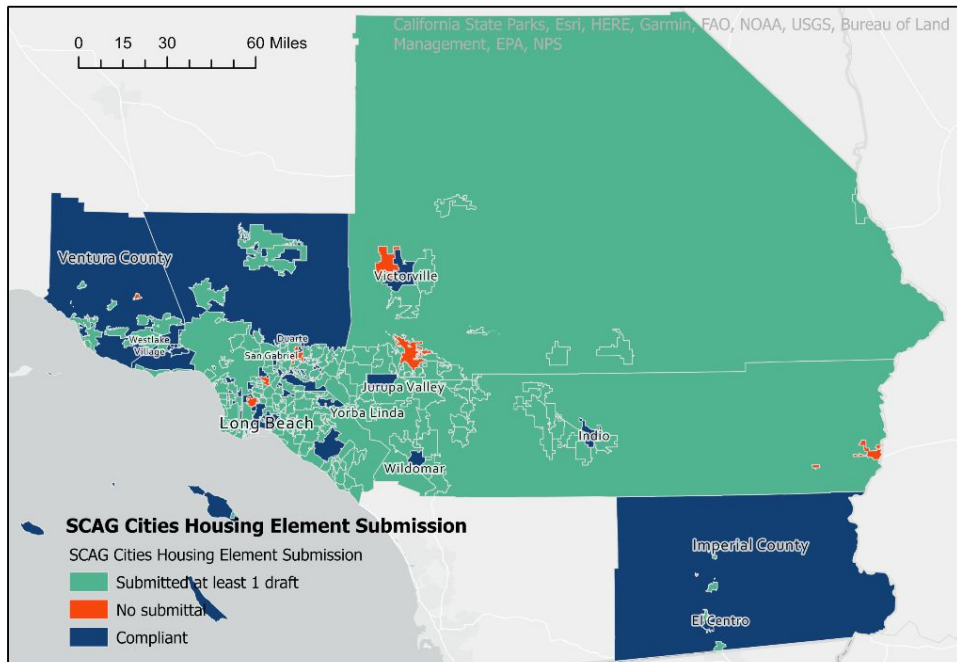 California State Parks, Esri, HERE, Garmin, FAO, NOAA, USGS, Bureau of Land
Management, EPA, NPS
0 15 30 60 Miles
Ventura County
Victorville
Westlake
Village
Duarte
San Gabriel
Jurupa Valley
Yorba Linda
Long Beach
Indio
Wildomar
SCAG Cities Housing Element Submission
SCAG Cities Housing Element Submission
Submitted at least 1 draft
No submittal
Compliant
Imperial County
El Centro